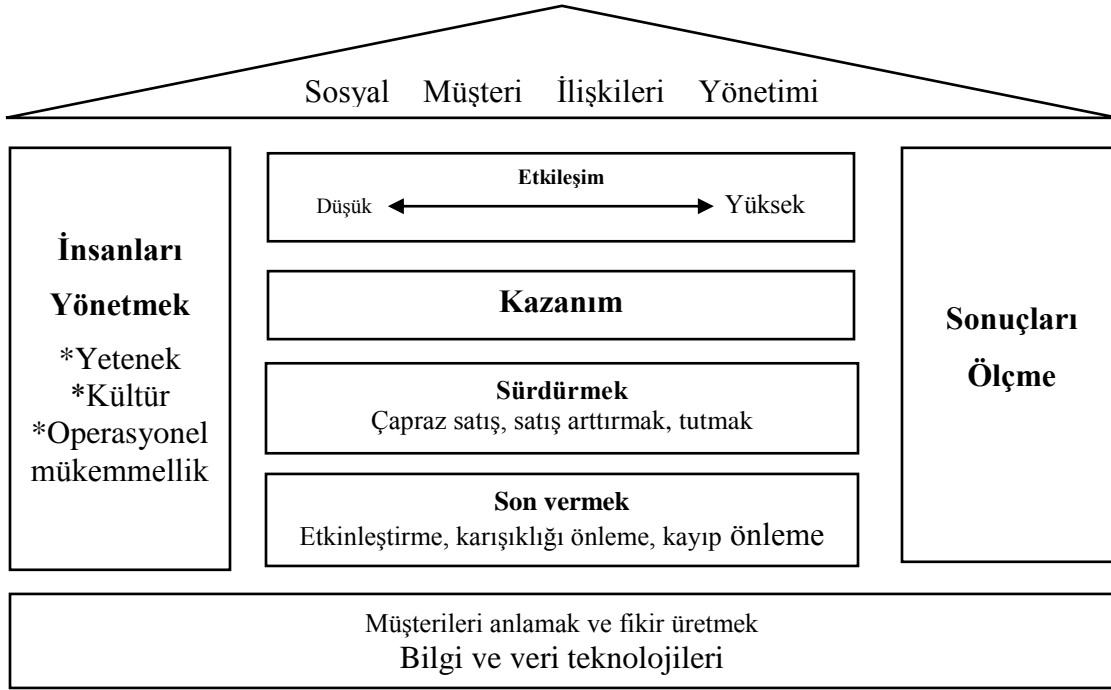 Sosyal Müşteri İlişkileri Yönetimi
İnsanları
Yönetmek
*Yetenek
*Kültür
*Operasyonel
mükemmellik
Etkileşim
Düşük Yüksek
Kazanım
Sürdürmek
Çapraz satış, satış arttırmak, tutmak
Son vermek
Etkinleştirme, karışıklığı önleme, kayıp önleme
Sonuçları
Ölçme
Müşterileri anlamak ve fikir üretmek
Bilgi ve veri teknolojileri